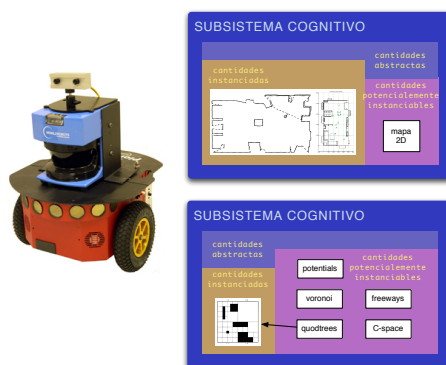 SUBSISTEMA COGNITIVO
cantidades
instanciadas
cantidades
abstractas
cantidades
potencialemente
instanciables
mapa
2D
SUBSISTEMA COGNITIVO
cantidades
abstractas
cantidades
instanciadas
cantidades
potencialemente
instanciables
potentials
voronoi
freeways
quodtrees
C-space